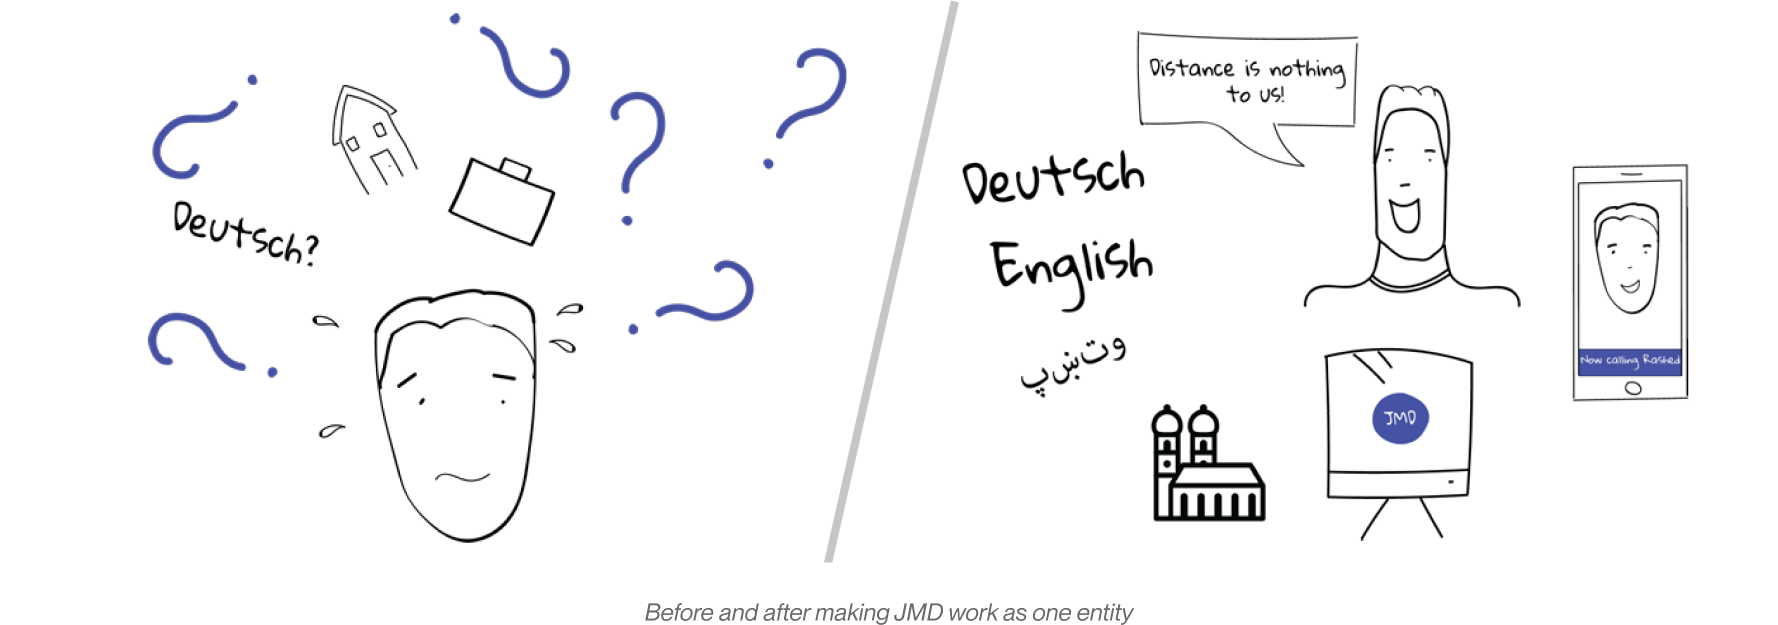 Deutsch?
Distance is nothing
to us!
Deutsch
English
وتښپ
Now calling Rashed
JMD
Before and after making JMD work as one entity